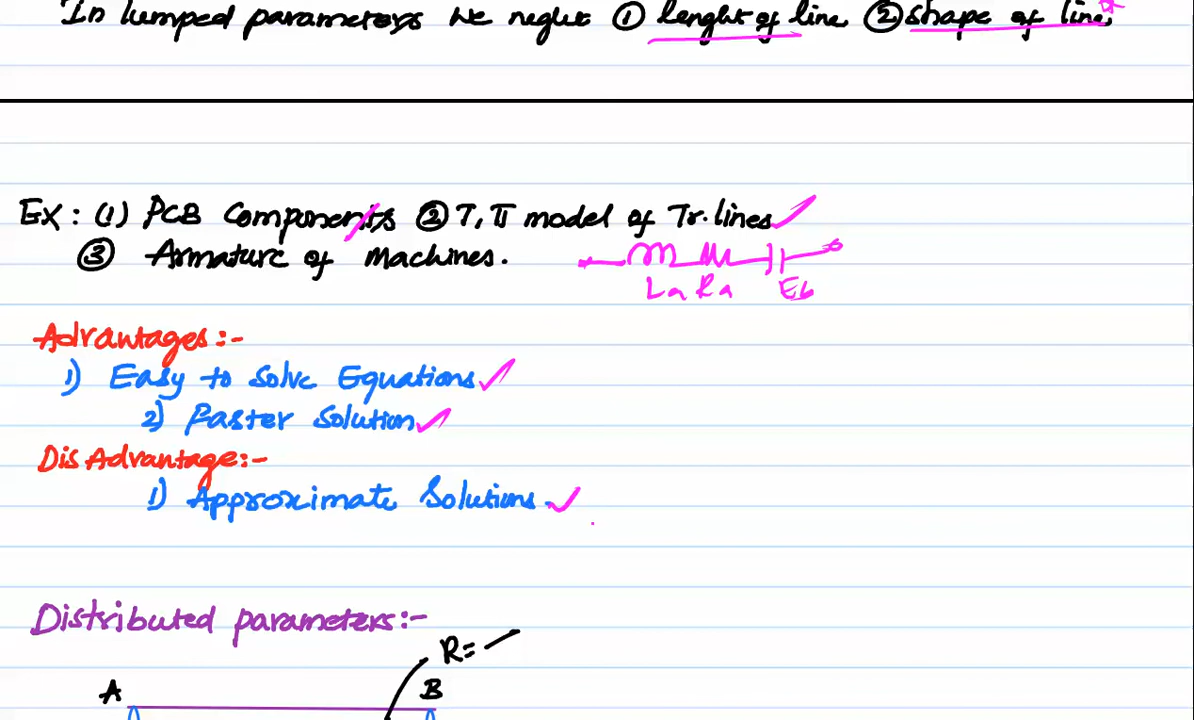 In lumped parameters we neglut ① lenght of line ② shape of line
Ex : (1) PCB Components ② T, π model of Tr. lines
③ Armature of Machines.
La Ra Eb
Advantages :-
1) Easy to Solve Equations
2) Faster Solution
Dis Advantage:-
1) Approximate Solutions.
Distributed parameters:-
R=
A B